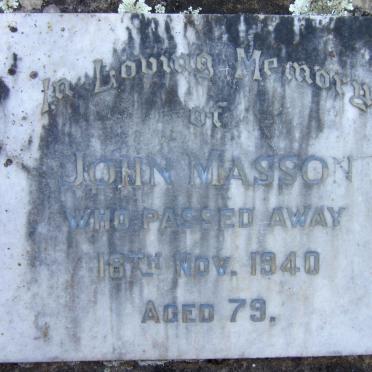 In Loving Memory
of
JOHN MASSON
WHO PASSED AWAY
18TH NOV. 1940
AGED 79.